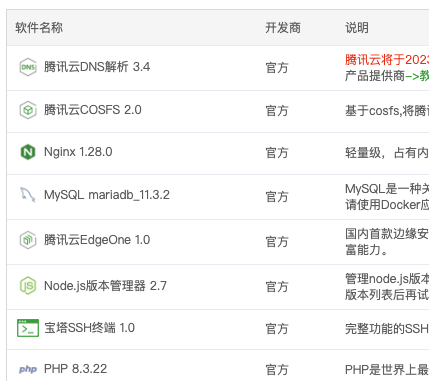 软件名称 开发商 说明
腾讯云DNS解析 3.4 官方 腾讯云将于2023
产品提供商->教
腾讯云COSFS 2.0 官方 基于cosfs,将腾
Nginx 1.28.0 官方 轻量级，占有内
MySQL mariadb_11.3.2 官方 MySQL是一种关
请使用Docker应
腾讯云EdgeOne 1.0 官方 国内首款边缘安
富能力。
Node.js版本管理器 2.7 官方 管理node.js版本
版本列表后再试
宝塔SSH终端 1.0 官方 完整功能的SSH
php PHP 8.3.22 官方 PHP是世界上最